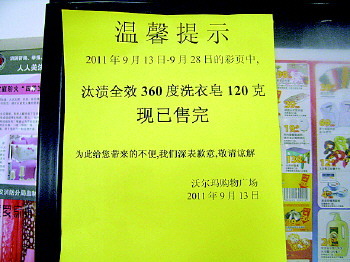 温馨提示
2011年9月13日-9月28日的彩页中,
汰渍全效360度洗衣皂120克
现已售完
为此给您带来的不便,我们深表歉意,敬请谅解
沃尔玛购物广场
2011年9月13日